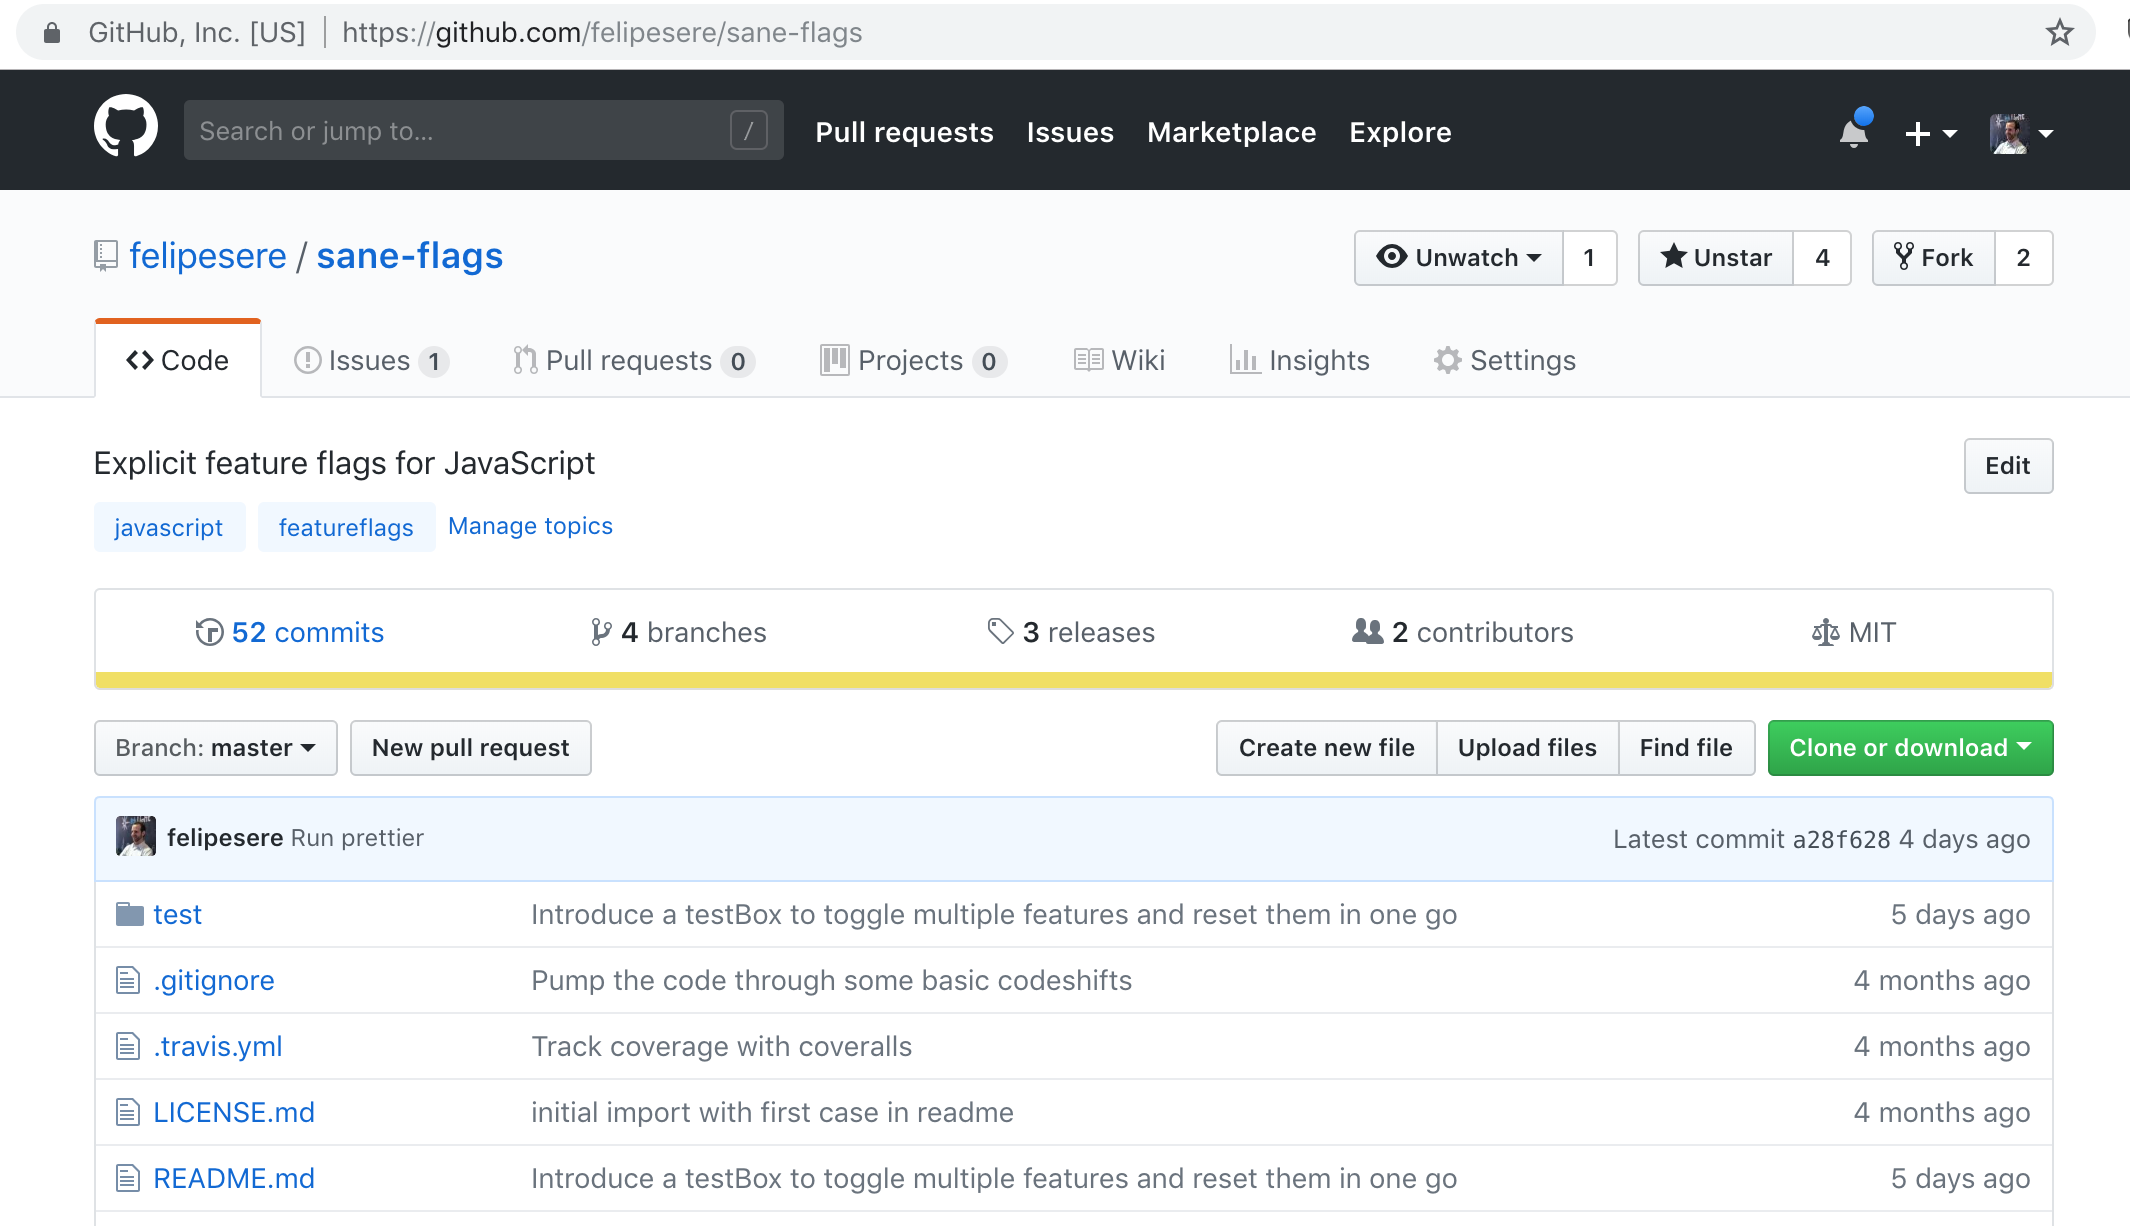 GitHub, Inc. [US] | https://github.com/felipesere/sane-flags
Search or jump to... / Pull requests Issues Marketplace Explore
felipesere / sane-flags Unwatch 1 Unstar 4 Fork 2
Code Issues 1 Pull requests 0 Projects 0 Wiki Insights Settings
Explicit feature flags for JavaScript Edit
javascript featureflags Manage topics
52 commits 4 branches 3 releases 2 contributors MIT
Branch: master New pull request Create new file Upload files Find file Clone or download
felipesere Run prettier Latest commit a28f628 4 days ago
test Introduce a testBox to toggle multiple features and reset them in one go 5 days ago
.gitignore Pump the code through some basic codeshifts 4 months ago
.travis.yml Track coverage with coveralls 4 months ago
LICENSE.md initial import with first case in readme 4 months ago
README.md Introduce a testBox to toggle multiple features and reset them in one go 5 days ago